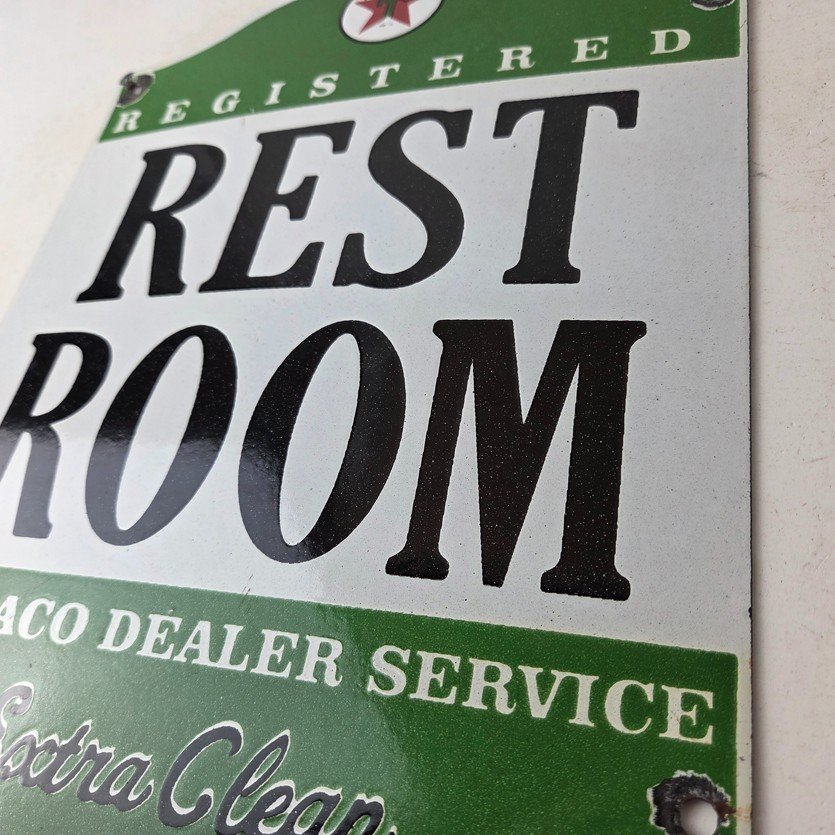 REGISTERED
REST
ROOM
ACO DEALER SERVICE
Extra Clean